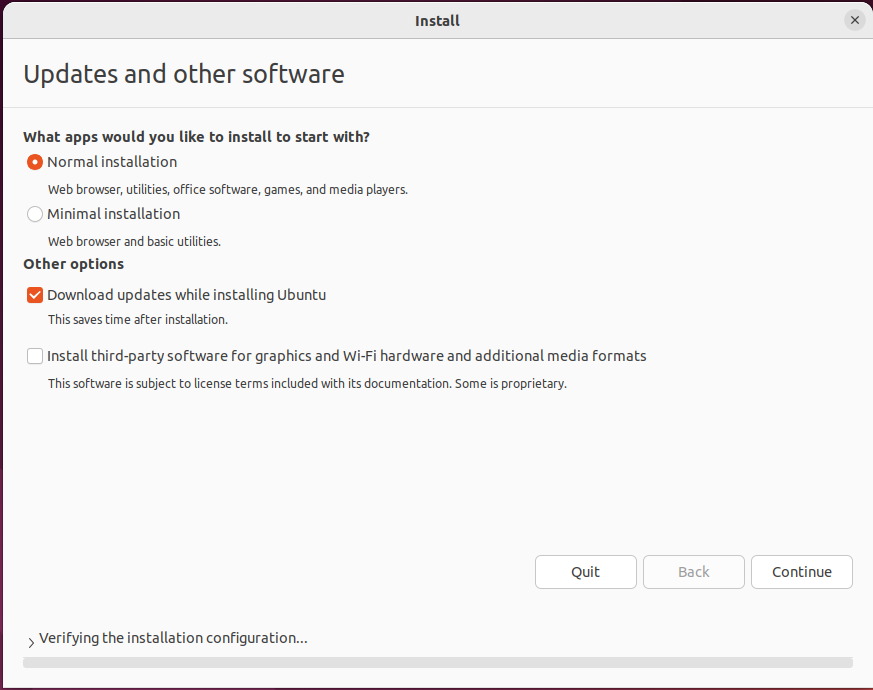 Install
Updates and other software
What apps would you like to install to start with?
Normal installation
Web browser, utilities, office software, games, and media players.
Minimal installation
Web browser and basic utilities.
Other options
Download updates while installing Ubuntu
This saves time after installation.
Install third-party software for graphics and Wi-Fi hardware and additional media formats
This software is subject to license terms included with its documentation. Some is proprietary.
Quit Back Continue
Verifying the installation configuration...